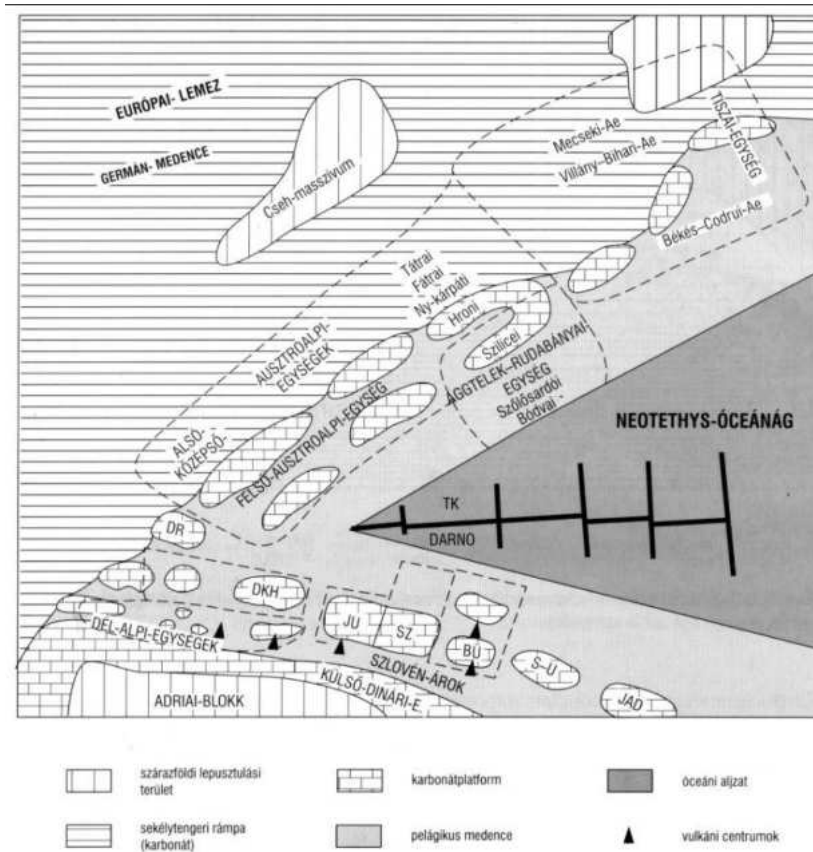 EURÓPAI- LEMEZ
GERMÁN- MEDENCE
Cseh-masszívum
Mecseki-Ae
Villány–Bihari-Ae
TISZAI-EGYSÉG
Békés–Codrui-Ae
Tátrai
Fátrai
Ny-kárpáti
Hroni
Szilicei
AUSZTROALPI-
EGYSÉGEK
ALSÓ-
KÖZÉPSŐ-
FELSŐ-AUSZTROALPI-EGYSÉG
AGGTELEK–RUDABÁNYAI-
EGYSÉG
Szőlősardói
Bódvai
NEOTETHYS-ÓCEÁNÁG
TK
DARNO
DR
DKH
JU
SZ
BÜ
S-U
JAD
DÉL-ALPI-EGYSÉGEK
SZLOVÉN-ÁROK
KÜLSŐ-DINÁRI-E.
ADRIAI-BLOKK
szárazföldi lepusztulási
terület
karbonátplatform
óceáni aljzat
sekélytengeri rámpa
(karbonát)
pelágikus medence
vulkáni centrumok